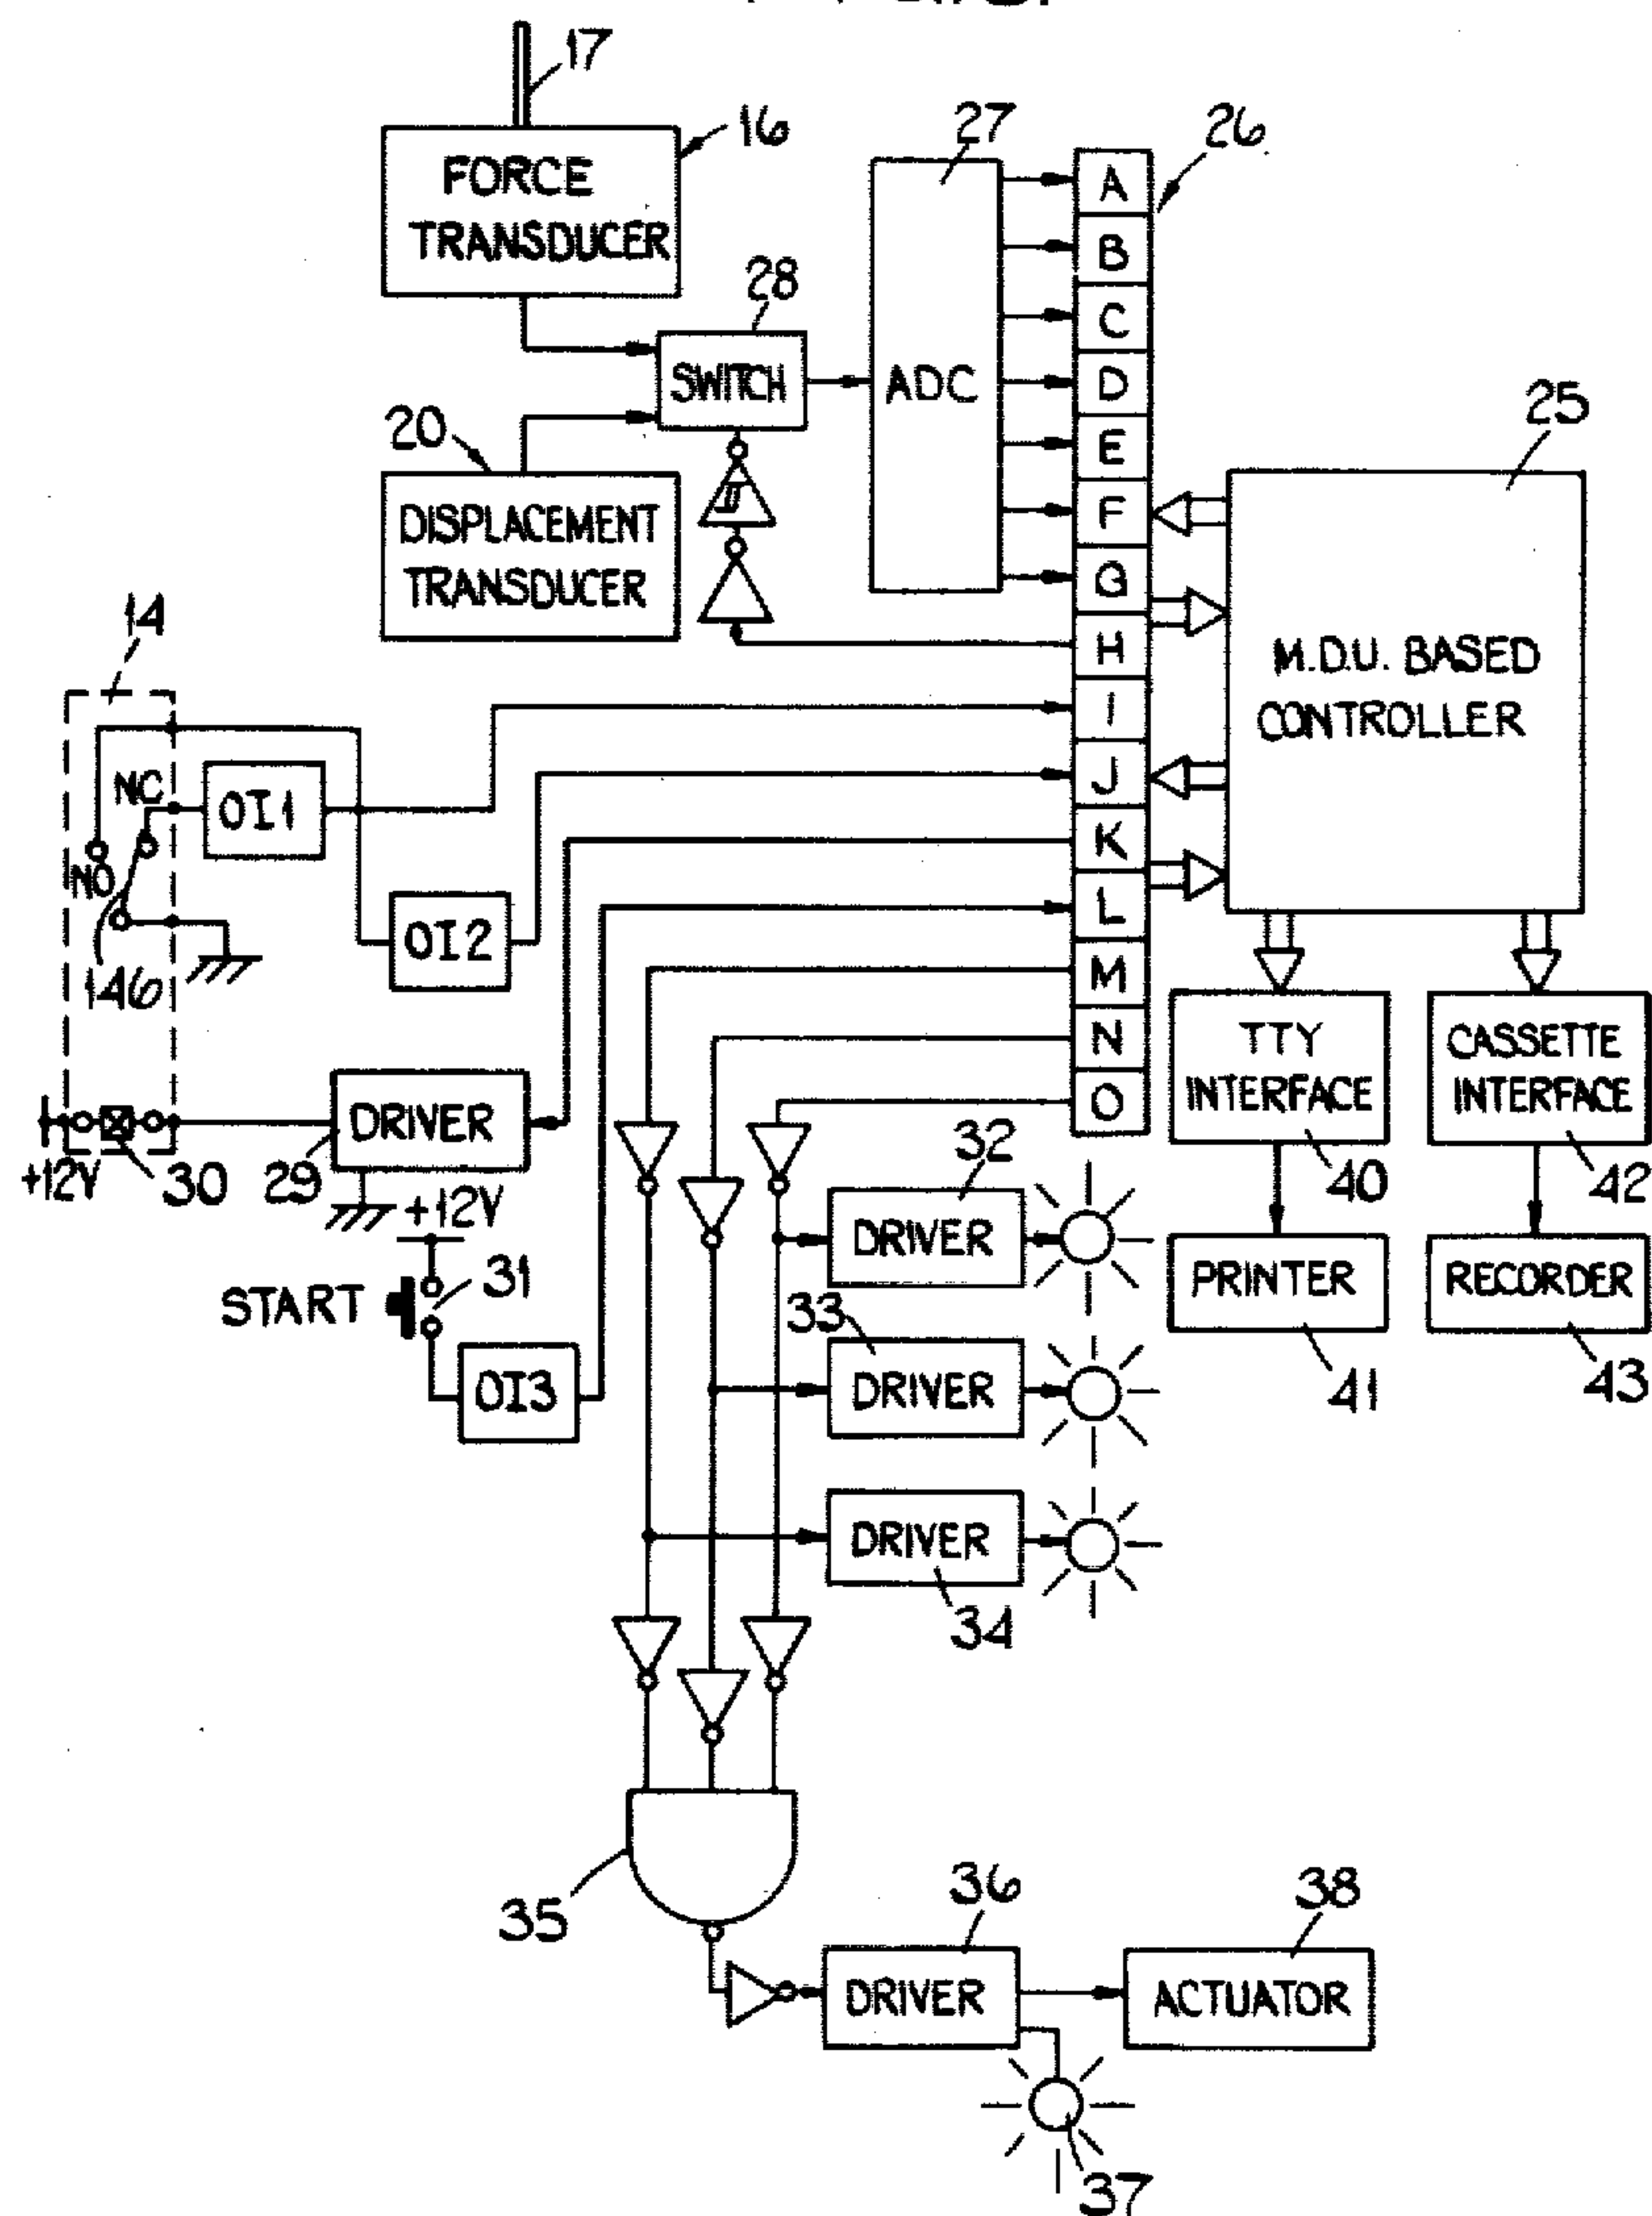 17
FORCE
TRANSDUCER
16
27
26
A
B
C
D
E
F
G
H
I
J
K
L
M
N
O
28
SWITCH
ADC
20
DISPLACEMENT
TRANSDUCER
25
M.D.U. BASED
CONTROLLER
14
NC
OI1
NO
OI2
146
+12V
30
29
DRIVER
+12V
START
31
OI3
TTY
INTERFACE
40
CASSETTE
INTERFACE
42
32
DRIVER
PRINTER
41
RECORDER
43
33
DRIVER
DRIVER
34
35
36
DRIVER
38
ACTUATOR
37